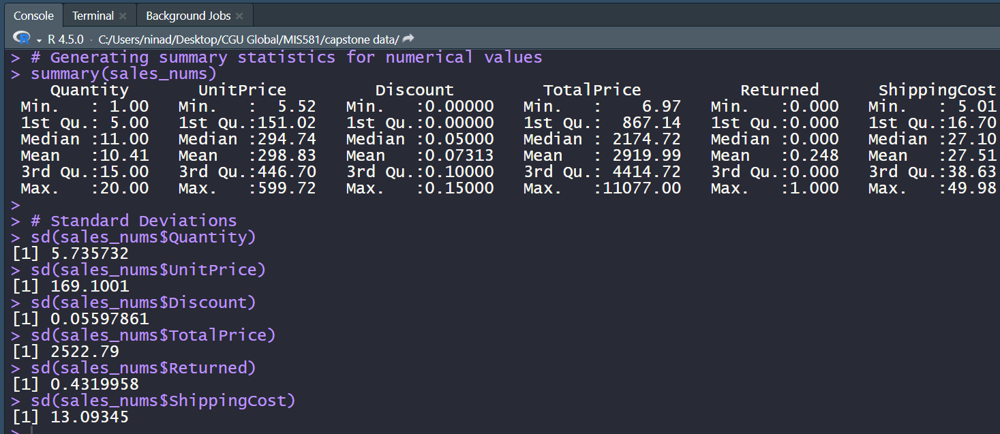 Console Terminal Background Jobs
R 4.5.0 · C:/Users/ninad/Desktop/CGU Global/MIS581/capstone data/
> # Generating summary statistics for numerical values
> summary(sales_nums)
    Quantity       UnitPrice         Discount         TotalPrice          Returned      ShippingCost
 Min.   : 1.00   Min.   :  5.52   Min.   :0.00000   Min.   :    6.97   Min.   :0.000   Min.   : 5.01
 1st Qu.: 5.00   1st Qu.:151.02   1st Qu.:0.00000   1st Qu.:  867.14   1st Qu.:0.000   1st Qu.:16.70
 Median :11.00   Median :294.74   Median :0.05000   Median : 2174.72   Median :0.000   Median :27.10
 Mean   :10.41   Mean   :298.83   Mean   :0.07313   Mean   : 2919.99   Mean   :0.248   Mean   :27.51
 3rd Qu.:15.00   3rd Qu.:446.70   3rd Qu.:0.10000   3rd Qu.: 4414.72   3rd Qu.:0.000   3rd Qu.:38.63
 Max.   :20.00   Max.   :599.72   Max.   :0.15000   Max.   :11077.00   Max.   :1.000   Max.   :49.98
>
> # Standard Deviations
> sd(sales_nums$Quantity)
[1] 5.735732
> sd(sales_nums$UnitPrice)
[1] 169.1001
> sd(sales_nums$Discount)
[1] 0.05597861
> sd(sales_nums$TotalPrice)
[1] 2522.79
> sd(sales_nums$Returned)
[1] 0.4319958
> sd(sales_nums$ShippingCost)
[1] 13.09345
>